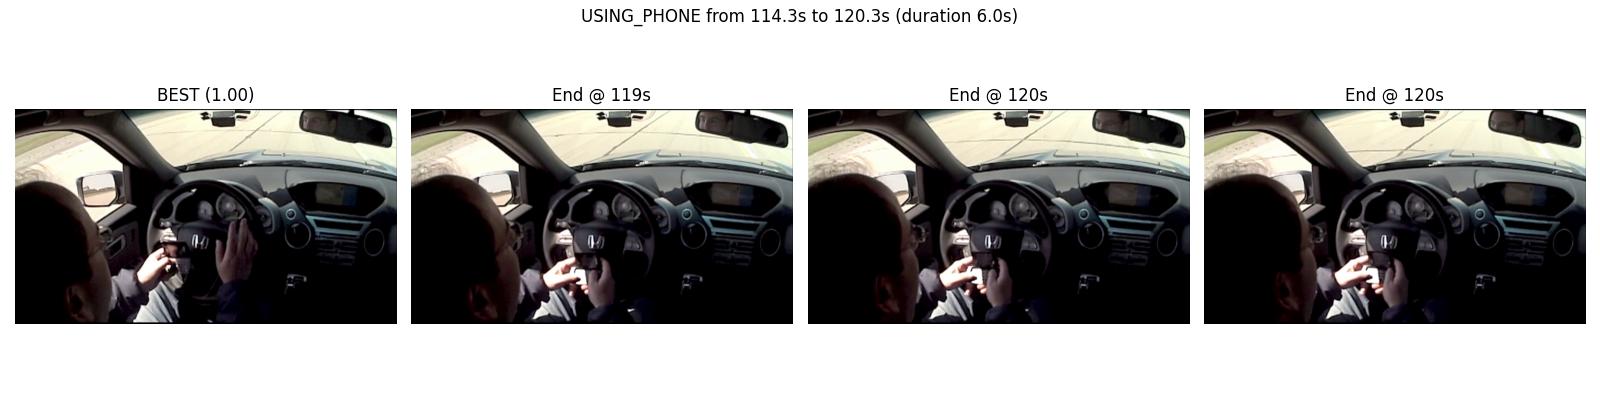 USING_PHONE from 114.3s to 120.3s (duration 6.0s)
BEST (1.00)
End @ 119s
End @ 120s
End @ 120s